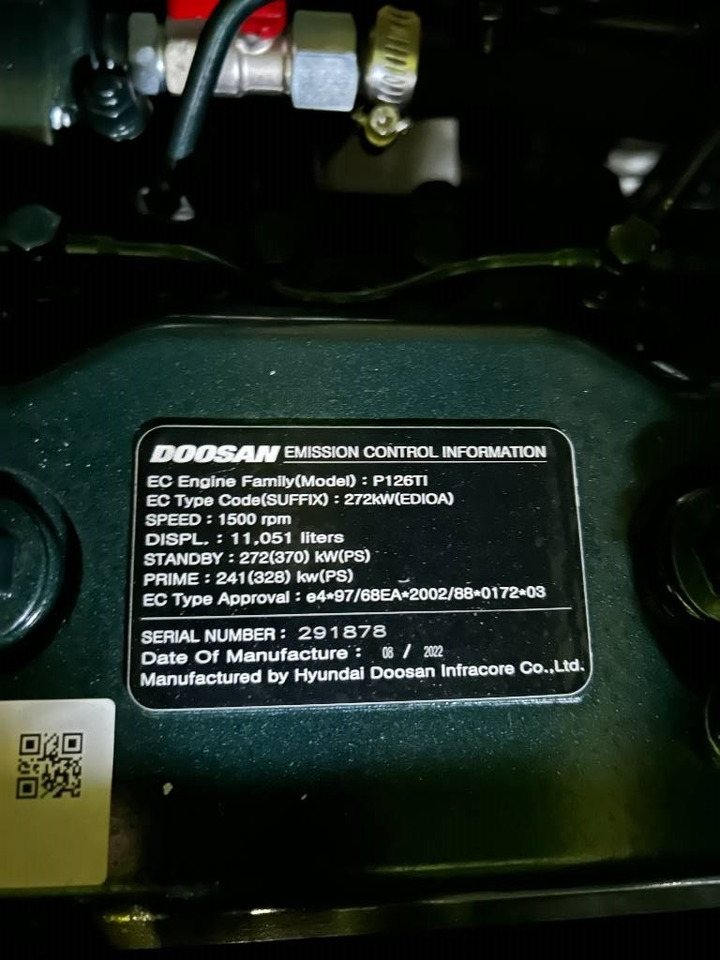 DOOSAN EMISSION CONTROL INFORMATION
EC Engine Family(Model) : P126TI
EC Type Code(SUFFIX) : 272kW(EDIOA)
SPEED : 1500 rpm
DISPL. : 11,051 liters
STANDBY : 272(370) kW(PS)
PRIME : 241(328) kw(PS)
EC Type Approval : e4*97/68EA*2002/88*0172*03
SERIAL NUMBER : 291878
Date Of Manufacture : 08 / 2022
Manufactured by Hyundai Doosan Infracore Co.,Ltd.